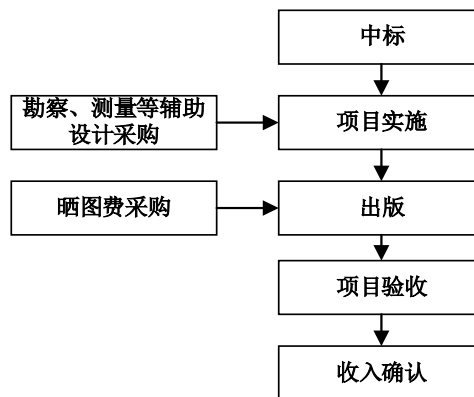 中标
勘察、测量等辅助
设计采购
项目实施
晒图费采购
出版
项目验收
收入确认